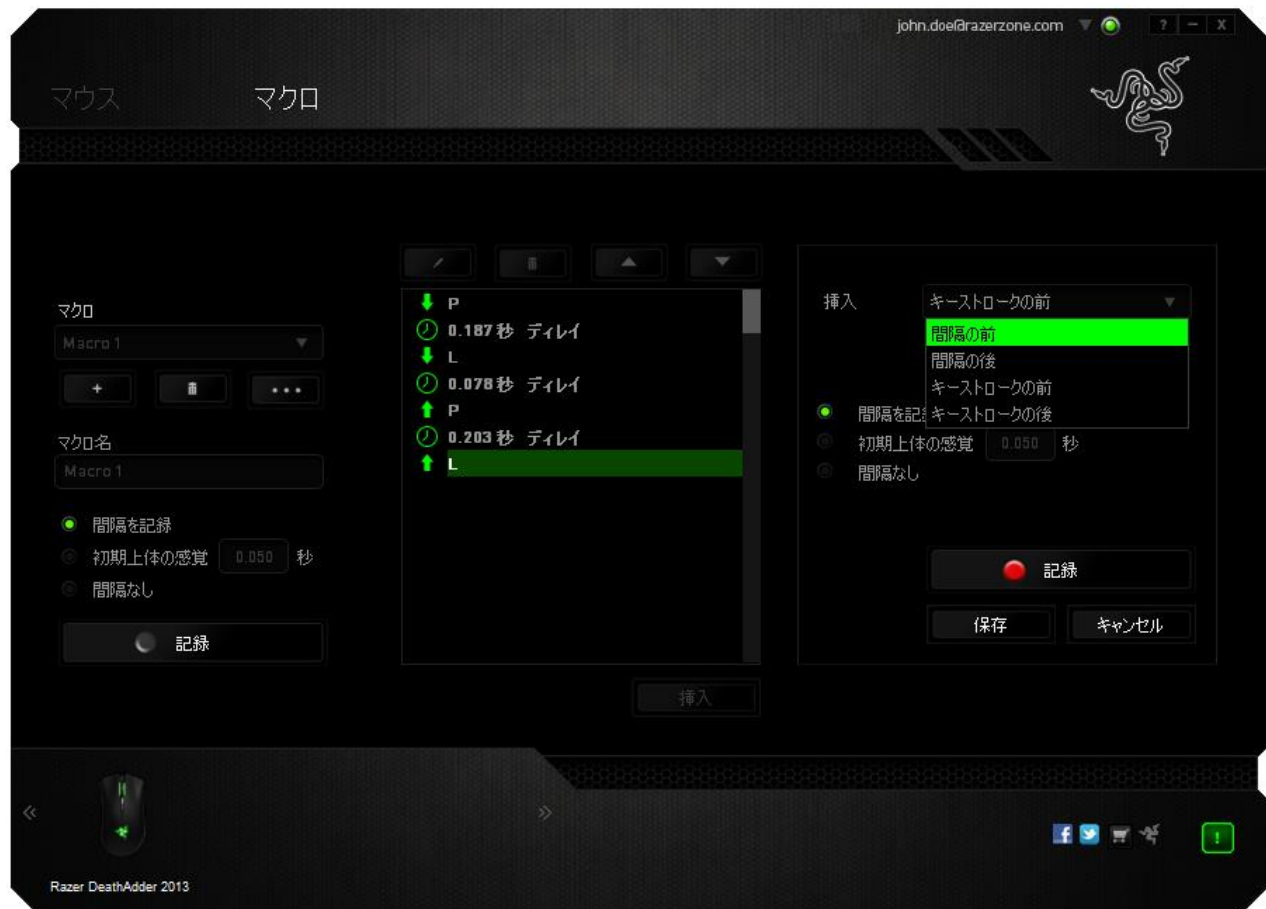 john.doe@razerzone.com
? – X
マウス
マクロ
マクロ
Macro 1
マクロ名
Macro 1
間隔を記録
初期上体の感覚 0.050 秒
間隔なし
記録
P
0.187 秒 ディレイ
L
0.078 秒 ディレイ
P
0.203 秒 ディレイ
L
挿入
挿入 キーストロークの前
間隔の前
間隔の後
キーストロークの前
キーストロークの後
間隔を記
初期上体の感覚 0.050 秒
間隔なし
記録
保存 キャンセル
Razer DeathAdder 2013